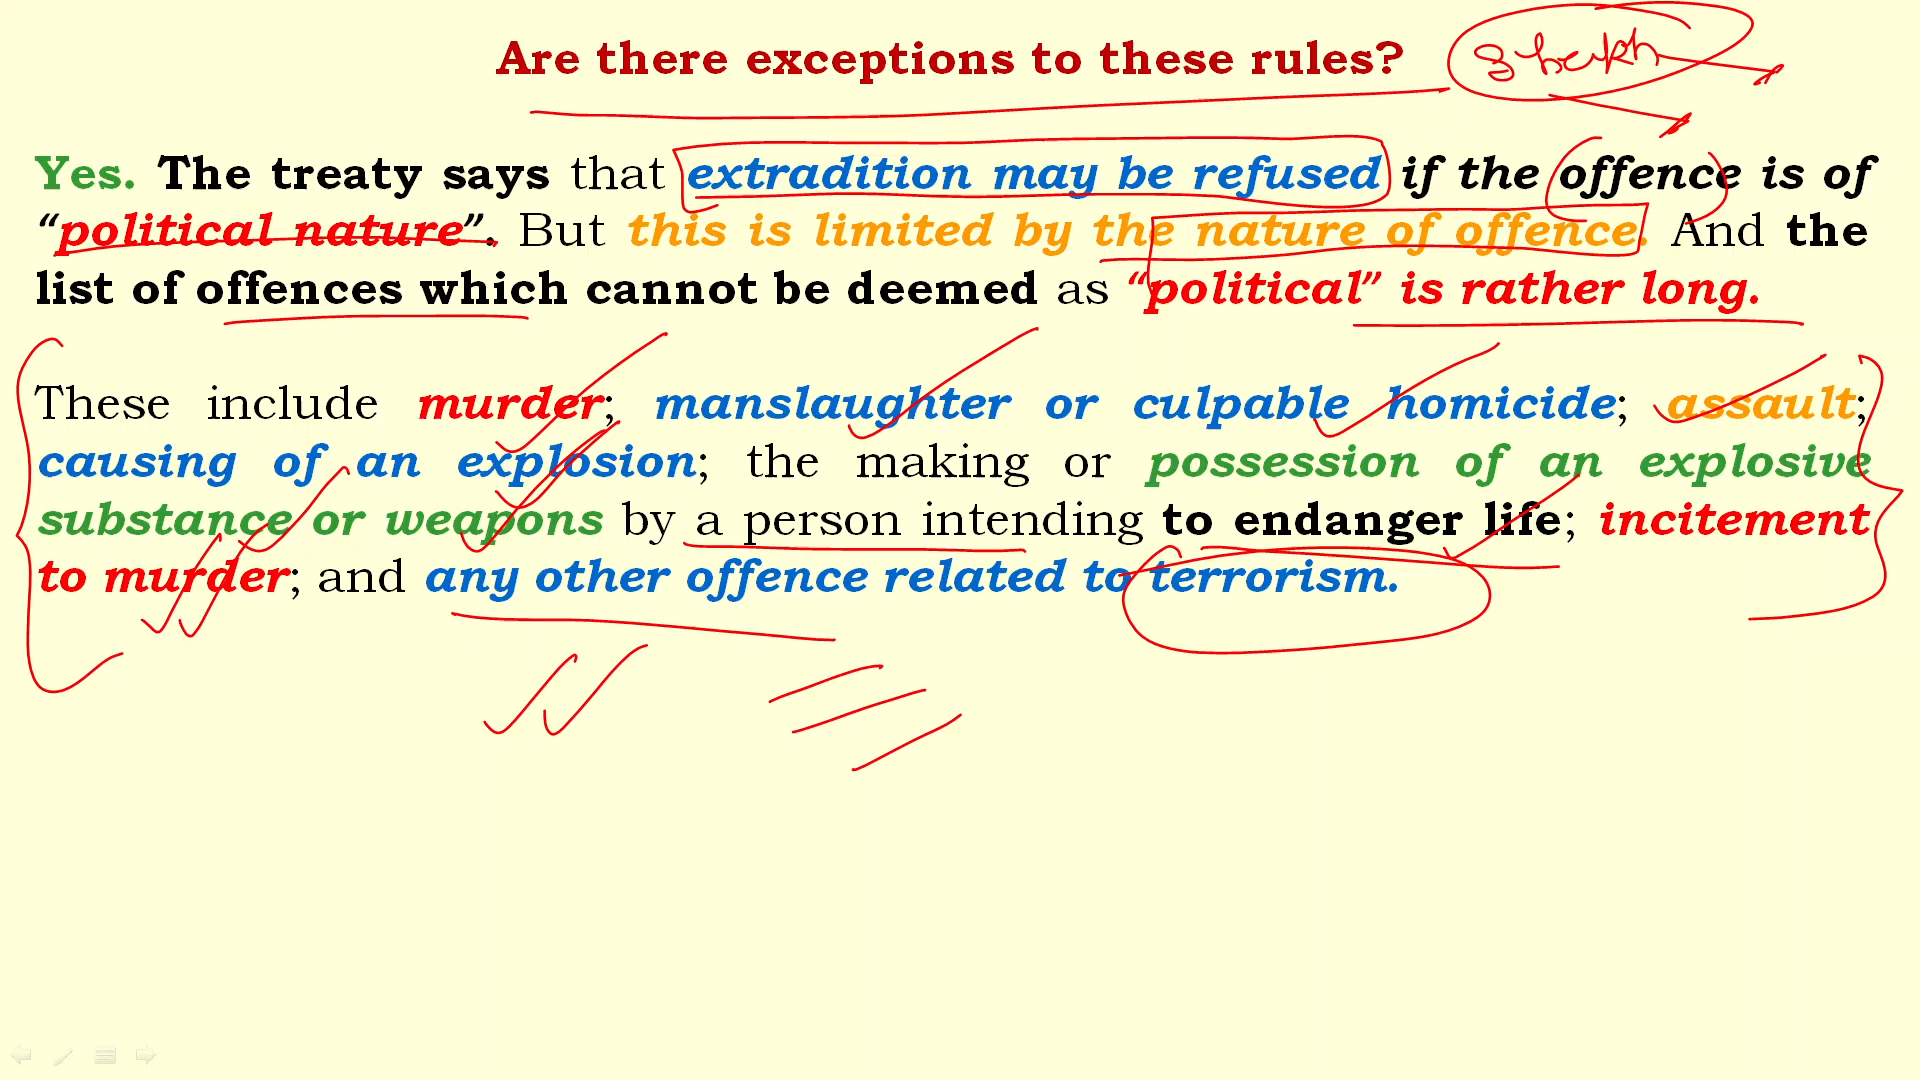 Are there exceptions to these rules?
Yes. The treaty says that extradition may be refused if the offence is of
“political nature”. But this is limited by the nature of offence. And the
list of offences which cannot be deemed as “political” is rather long.
These include murder; manslaughter or culpable homicide; assault;
causing of an explosion; the making or possession of an explosive
substance or weapons by a person intending to endanger life; incitement
to murder; and any other offence related to terrorism.